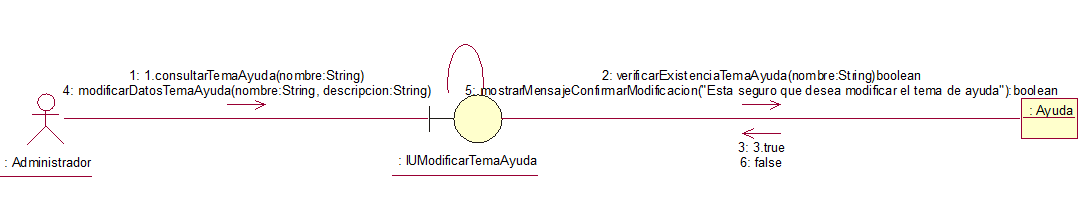 1: 1.consultarTemaAyuda(nombre:String)
4: modificarDatosTemaAyuda(nombre:String, descripcion:String)
2: verificarExistenciaTemaAyuda(nombre:String)boolean
5: mostrarMensajeConfirmarModificacion("Esta seguro que desea modificar el tema de ayuda"):boolean
: Ayuda
3: 3.true
6: false
: Administrador
: IUModificarTemaAyuda